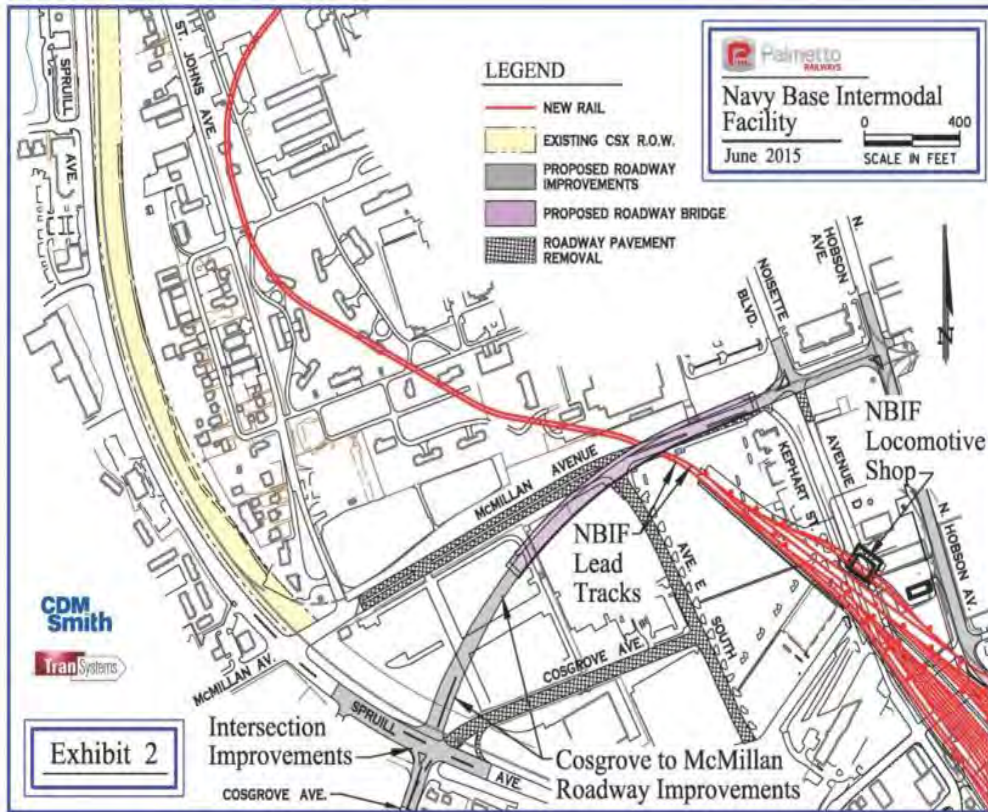 SPRUILL
AVE.
ST. JOHNS AVE.
LEGEND
NEW RAIL
EXISTING CSX R.O.W.
PROPOSED ROADWAY
IMPROVEMENTS
PROPOSED ROADWAY BRIDGE
ROADWAY PAVEMENT
REMOVAL
Palmetto
RAILWAYS
Navy Base Intermodal
Facility
June 2015
0 400
SCALE IN FEET
N.
HOBSON
AVE.
NOISETTE
BLVD.
N
NBIF
Locomotive
Shop
McMILLAN AVENUE
KEPHART ST.
AVENUE D
N. HOBSON AV.
NBIF
Lead
Tracks
AVE. E SOUTH
COSGROVE AVE.
CDM
Smith
TranSystems
McMILLAN AV.
SPRUILL AVE.
Intersection
Improvements
Cosgrove to McMillan
Roadway Improvements
Exhibit 2
COSGROVE AVE.